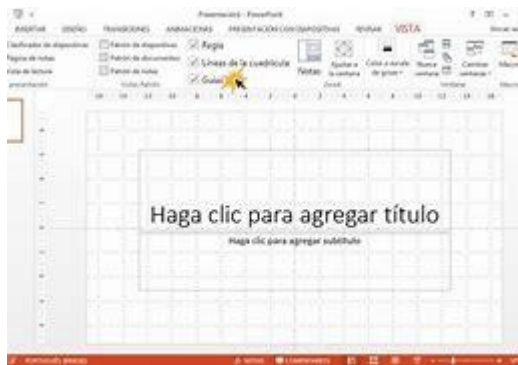 Presentación1 - PowerPoint
INSERTAR DISEÑO TRANSICIONES ANIMACIONES PRESENTACIÓN CON DIAPOSITIVAS REVISAR VISTA
Clasificador de diapositivas
Página de notas
Vista de lectura
Patrón de diapositivas
Patrón de documentos
Patrón de notas
Vistas Patrón
Regla
Líneas de la cuadrícula
Guías
Notas
Ajustar a
la ventana
Color o escala
de grises
Nueva
ventana
Cambiar
ventanas
Ventana
Haga clic para agregar título
Haga clic para agregar subtítulo
NOTAS COMENTARIOS